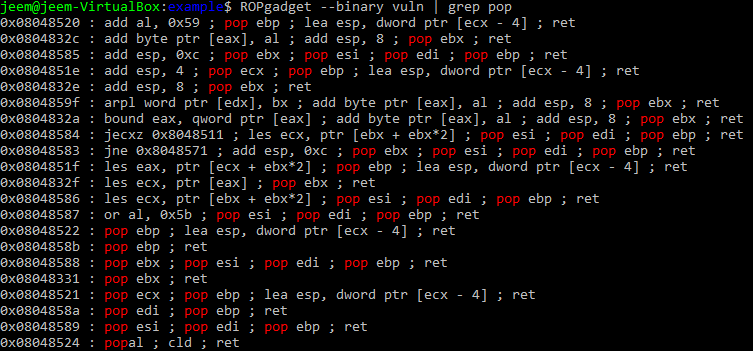 jeem@jeem-VirtualBox:example$ ROPgadget --binary vuln | grep pop
0x08048520 : add al, 0x59 ; pop ebp ; lea esp, dword ptr [ecx - 4] ; ret
0x0804832c : add byte ptr [eax], al ; add esp, 8 ; pop ebx ; ret
0x08048585 : add esp, 0xc ; pop ebx ; pop esi ; pop edi ; pop ebp ; ret
0x0804851e : add esp, 4 ; pop ecx ; pop ebp ; lea esp, dword ptr [ecx - 4] ; ret
0x0804832e : add esp, 8 ; pop ebx ; ret
0x0804859f : arpl word ptr [edx], bx ; add byte ptr [eax], al ; add esp, 8 ; pop ebx ; ret
0x0804832a : bound eax, qword ptr [eax] ; add byte ptr [eax], al ; add esp, 8 ; pop ebx ; ret
0x08048584 : jecxz 0x8048511 ; les ecx, ptr [ebx + ebx*2] ; pop esi ; pop edi ; pop ebp ; ret
0x08048583 : jne 0x8048571 ; add esp, 0xc ; pop ebx ; pop esi ; pop edi ; pop ebp ; ret
0x0804851f : les eax, ptr [ecx + ebx*2] ; pop ebp ; lea esp, dword ptr [ecx - 4] ; ret
0x0804832f : les ecx, ptr [eax] ; pop ebx ; ret
0x08048586 : les ecx, ptr [ebx + ebx*2] ; pop esi ; pop edi ; pop ebp ; ret
0x08048587 : or al, 0x5b ; pop esi ; pop edi ; pop ebp ; ret
0x08048522 : pop ebp ; lea esp, dword ptr [ecx - 4] ; ret
0x0804858b : pop ebp ; ret
0x08048588 : pop ebx ; pop esi ; pop edi ; pop ebp ; ret
0x08048331 : pop ebx ; ret
0x08048521 : pop ecx ; pop ebp ; lea esp, dword ptr [ecx - 4] ; ret
0x0804858a : pop edi ; pop ebp ; ret
0x08048589 : pop esi ; pop edi ; pop ebp ; ret
0x08048524 : popal ; cld ; ret